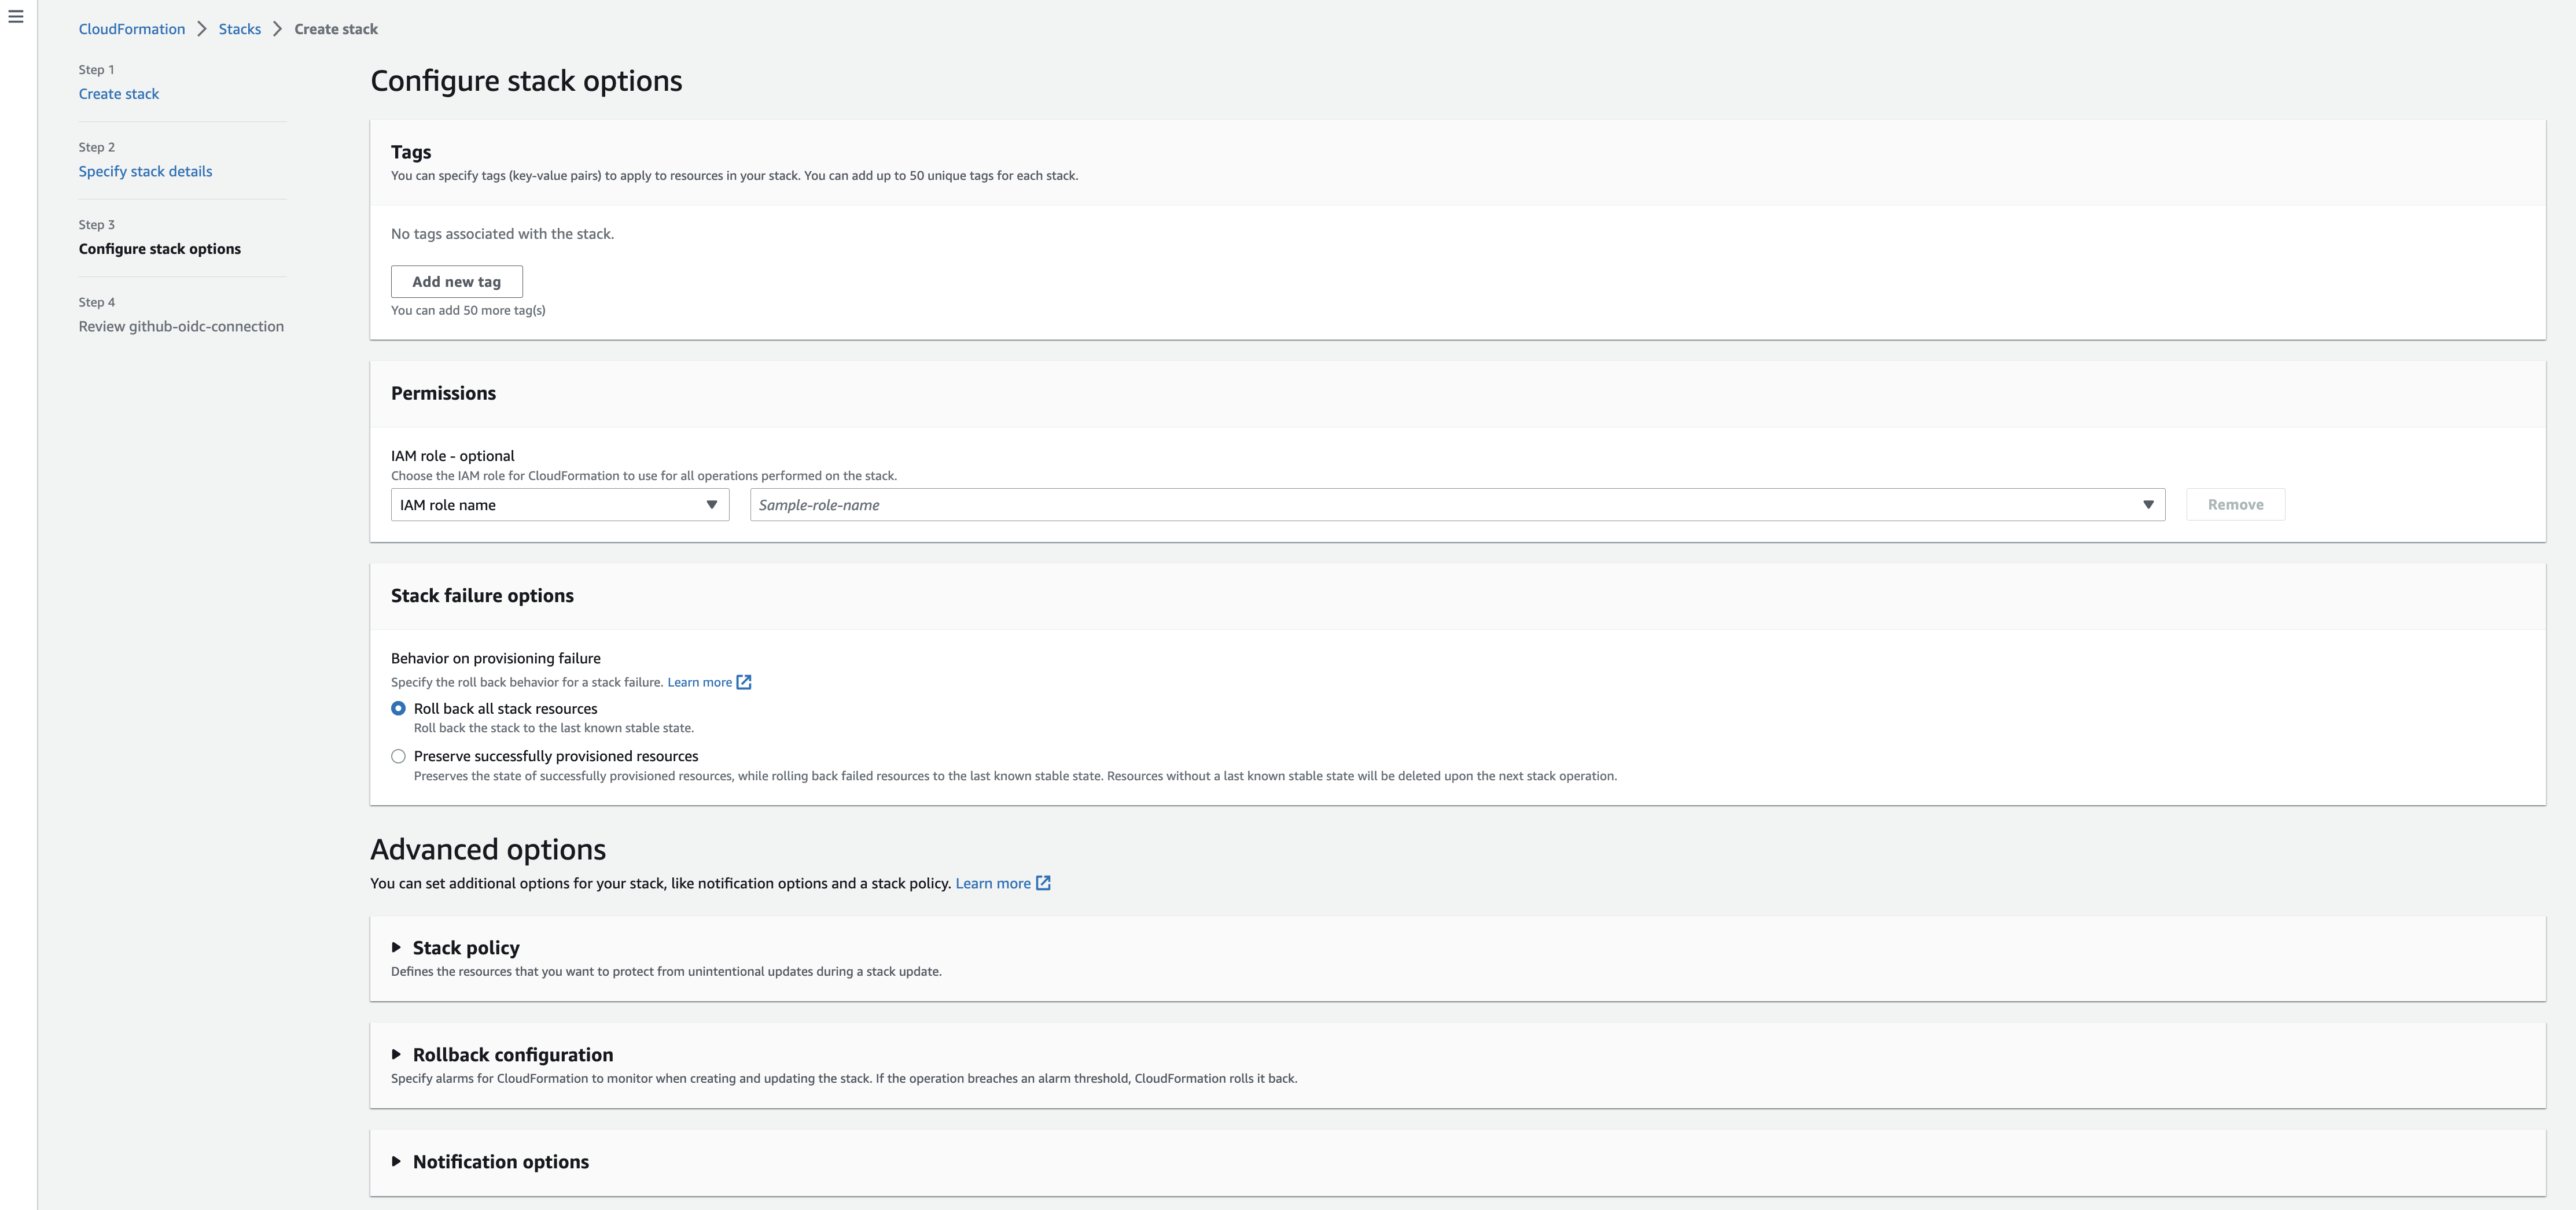 CloudFormation > Stacks > Create stack
Step 1
Create stack
Step 2
Specify stack details
Step 3
Configure stack options
Step 4
Review github-oidc-connection
Configure stack options
Tags
You can specify tags (key-value pairs) to apply to resources in your stack. You can add up to 50 unique tags for each stack.
No tags associated with the stack.
Add new tag
You can add 50 more tag(s)
Permissions
IAM role - optional
Choose the IAM role for CloudFormation to use for all operations performed on the stack.
IAM role name Sample-role-name Remove
Stack failure options
Behavior on provisioning failure
Specify the roll back behavior for a stack failure. Learn more
Roll back all stack resources
Roll back the stack to the last known stable state.
Preserve successfully provisioned resources
Preserves the state of successfully provisioned resources, while rolling back failed resources to the last known stable state. Resources without a last known stable state will be deleted upon the next stack operation.
Advanced options
You can set additional options for your stack, like notification options and a stack policy. Learn more
Stack policy
Defines the resources that you want to protect from unintentional updates during a stack update.
Rollback configuration
Specify alarms for CloudFormation to monitor when creating and updating the stack. If the operation breaches an alarm threshold, CloudFormation rolls it back.
Notification options